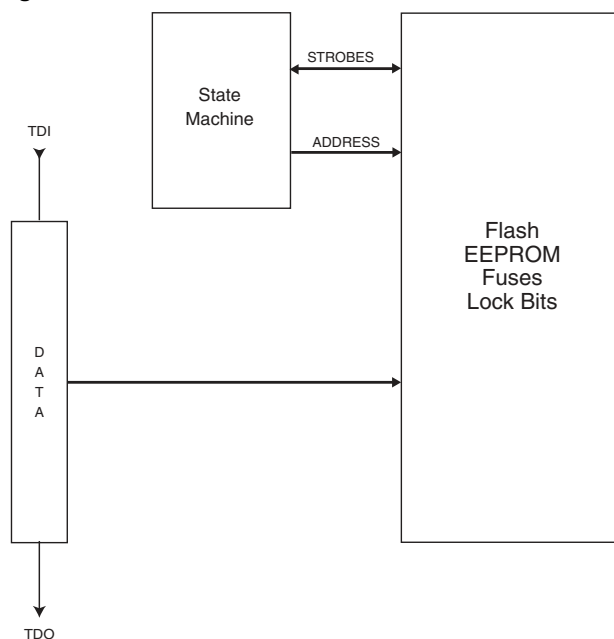 STROBES
State
Machine
TDI
ADDRESS
Flash
EEPROM
Fuses
Lock Bits
D
A
T
A
TDO